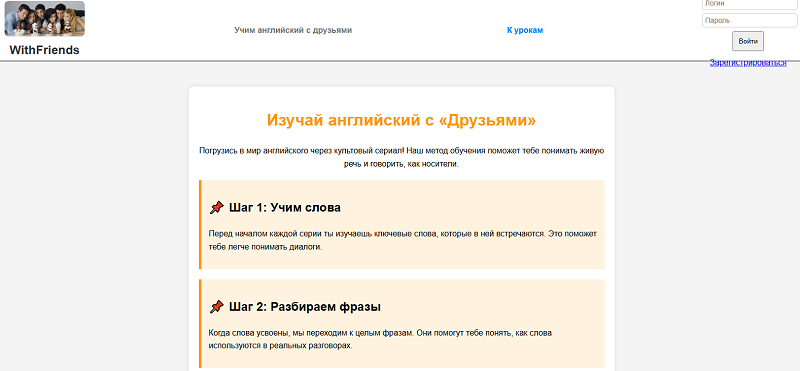 WithFriends
Учим английский с друзьями
К урокам
Логин
Пароль
Войти
Зарегистрироваться
Изучай английский с «Друзьями»
Погрузись в мир английского через культовый сериал! Наш метод обучения поможет тебе понимать живую
речь и говорить, как носители.
Шаг 1: Учим слова
Перед началом каждой серии ты изучаешь ключевые слова, которые в ней встречаются. Это поможет
тебе легче понимать диалоги.
Шаг 2: Разбираем фразы
Когда слова усвоены, мы переходим к целым фразам. Они помогут тебе понять, как слова
используются в реальных разговорах.